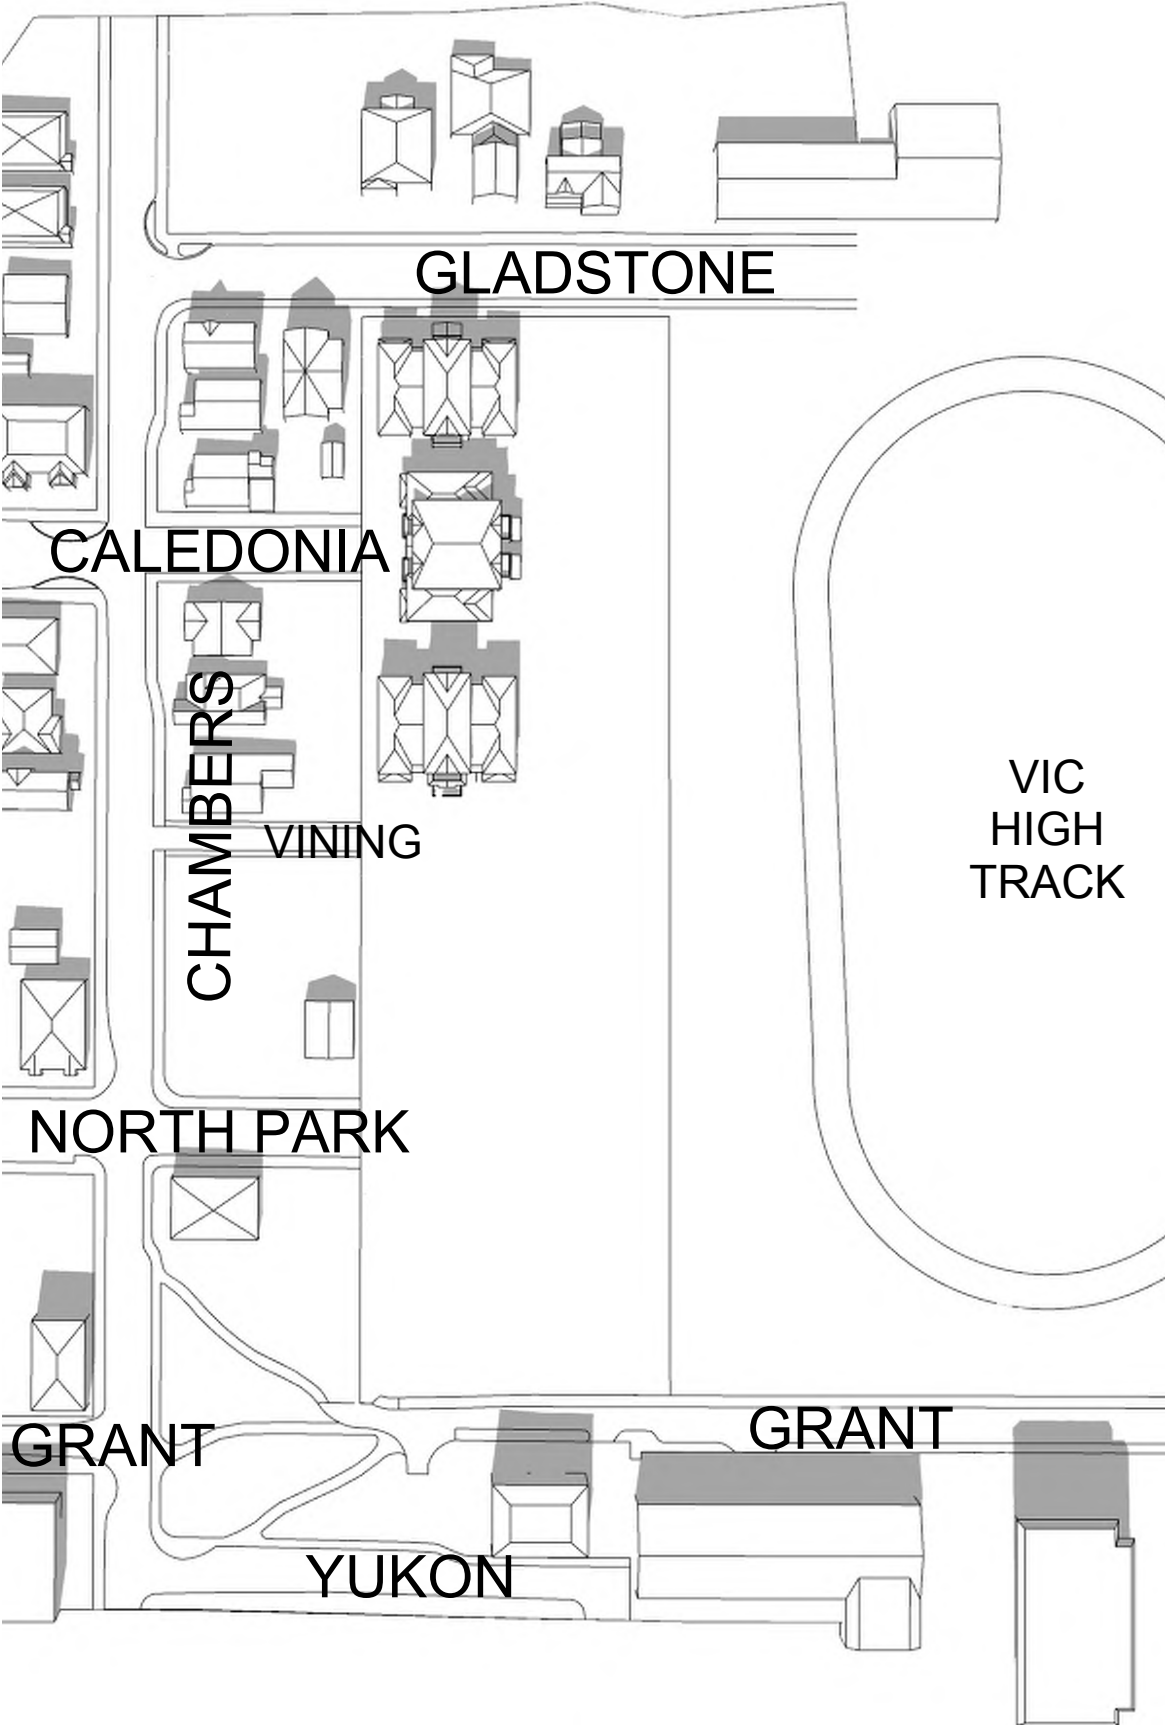 GLADSTONE
CALEDONIA
CHAMBERS
VIC
HIGH
TRACK
VINING
NORTH PARK
GRANT
GRANT
YUKON